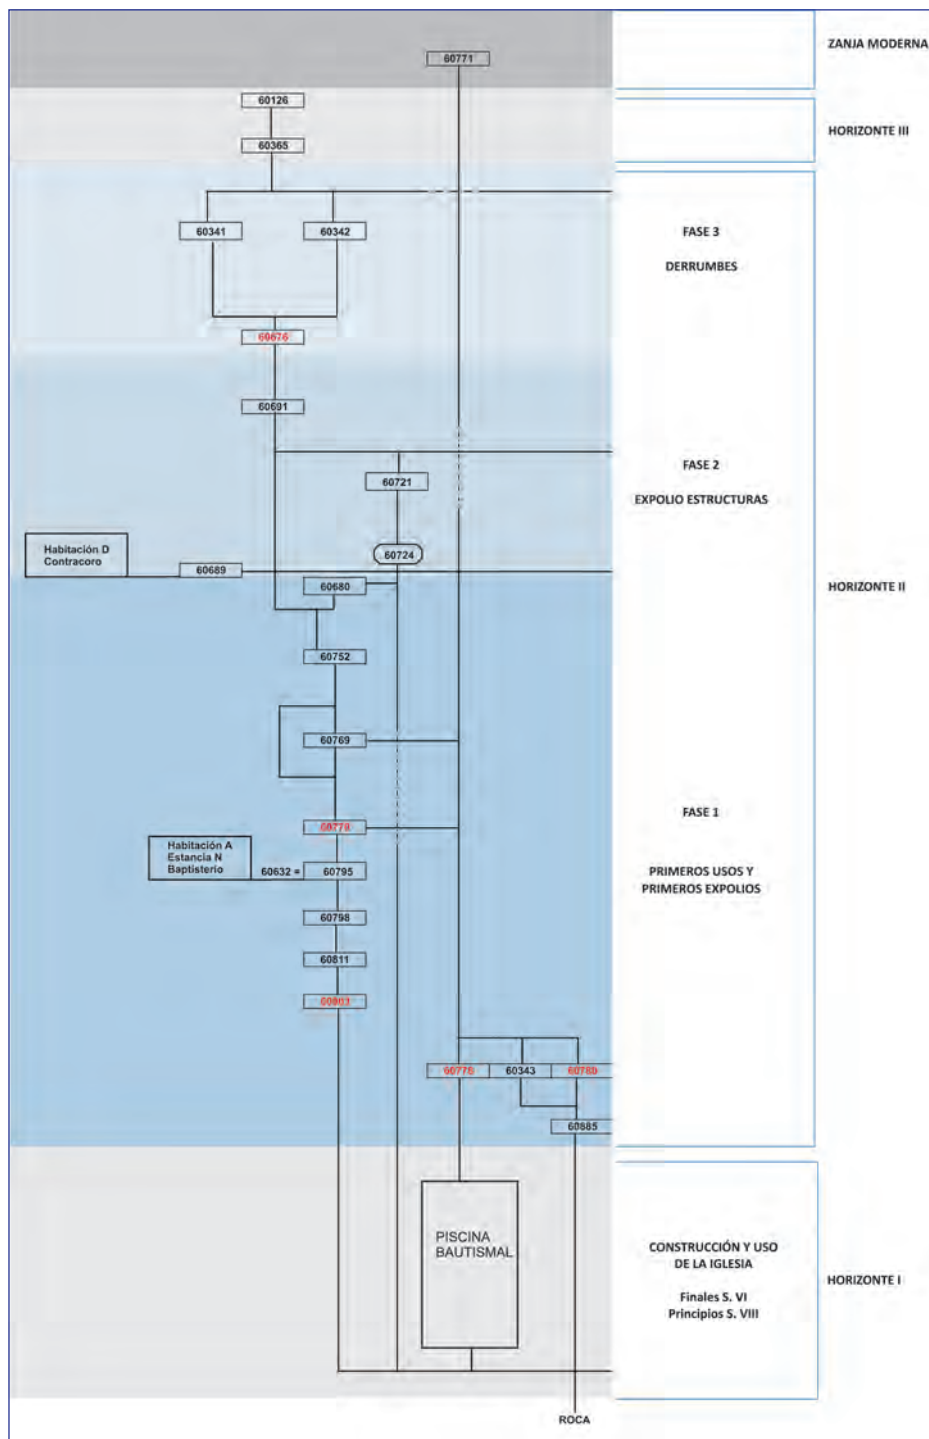 ZANJA MODERNA
60771
60126
HORIZONTE III
60365
60341
60342
FASE 3
DERRUMBES
60676
60691
FASE 2
60721
EXPOLIO ESTRUCTURAS
60724
Habitación D
Contracoro
60689
60680
HORIZONTE II
60752
60769
FASE 1
Habitación A
Estancia N
Baptisterio
60632 =
60795
PRIMEROS USOS Y
PRIMEROS EXPOLIOS
60798
60811
60803
60343
60780
60885
PISCINA
BAUTISMAL
CONSTRUCCIÓN Y USO
DE LA IGLESIA
Finales S. VI
Principios S. VIII
HORIZONTE I
ROCA